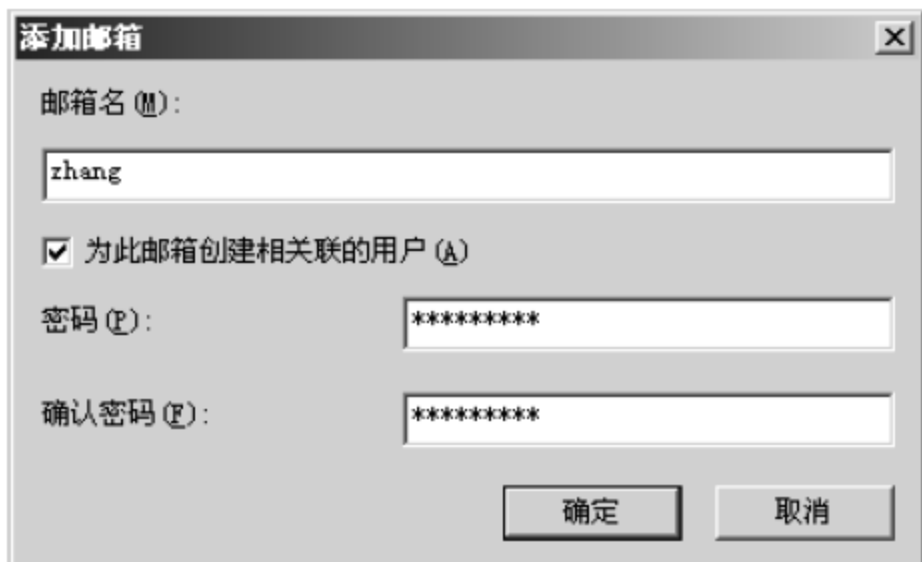 添加邮箱
邮箱名(M):
zhang
为此邮箱创建相关联的用户(A)
密码(P): *********
确认密码(F): *********
确定 取消